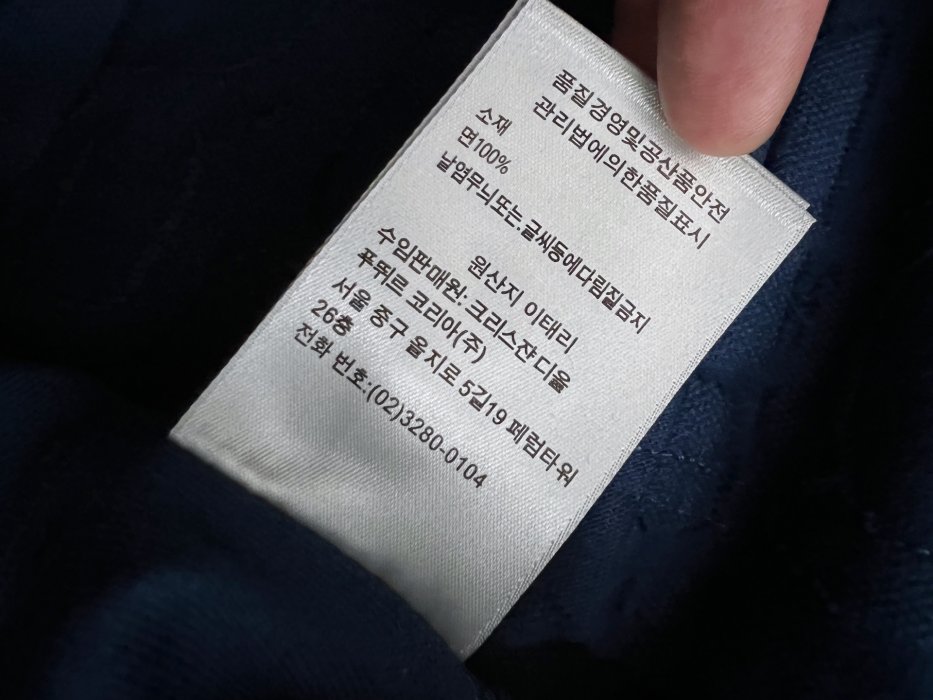 품질경영및공산품안전
관리법에의한품질표시
소재
면100%
날염무늬또는.글씨등에다림질금지
원산지 이태리
수입판매원: 크리스쟌 디올
푸뛰르 코리아(주)
서울 중구 을지로 5길19 페럼타워
26층
전화 번호:(02)3280-0104